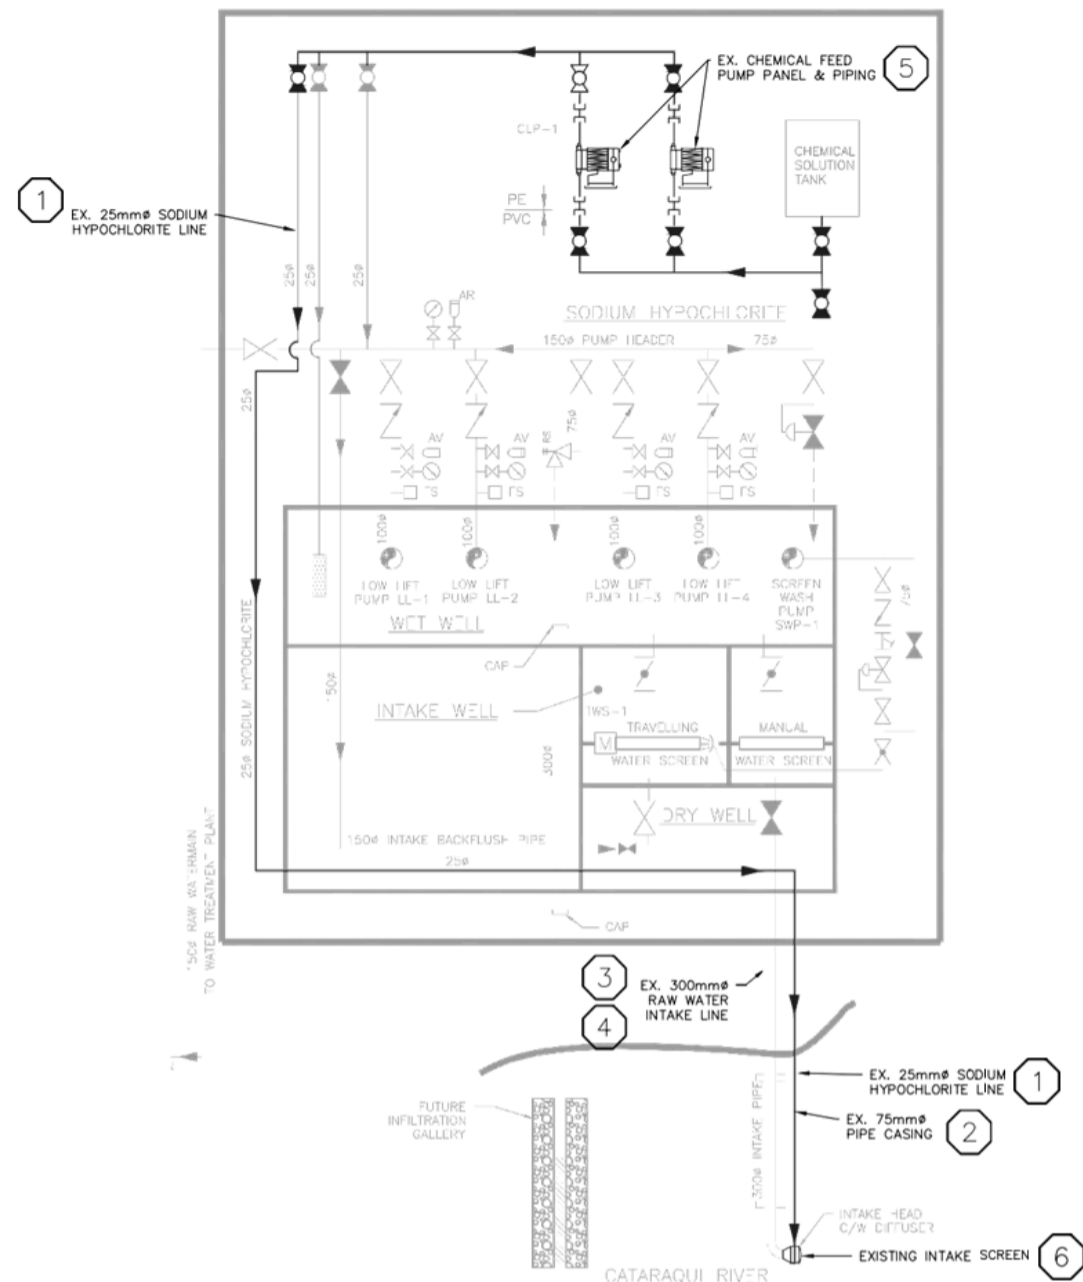 EX. CHEMICAL FEED
PUMP PANEL & PIPING
5
CLP-1
CHEMICAL
SOLUTION
TANK
1
EX. 25mmø SODIUM
HYPOCHLORITE LINE
PE
PVC
25ø
25ø
25ø
AR
SODIUM HYPOCHLORITE
150ø PUMP HEADER
75ø
25ø
75ø
RS
AV
AV
AV
AV
100ø
100ø
100ø
100ø
LOW LIFT
PUMP LL-1
LOW LIFT
PUMP LL-2
LOW LIFT
PUMP LL-3
LOW LIFT
PUMP LL-4
SCREEN
WASH
PUMP
SWP-1
75ø
WET WELL
CAP
25ø SODIUM HYPOCHLORITE
150ø
INTAKE WELL
TWS-1
300ø
TRAVELLING
M
WATER SCREEN
MANUAL
WATER SCREEN
DRY WELL
150ø INTAKE BACKFLUSH PIPE
25ø
150ø RAW WATERMAIN
TO WATER TREATMENT PLANT
CAP
3
EX. 300mmø
RAW WATER
INTAKE LINE
4
EX. 25mmø SODIUM
HYPOCHLORITE LINE
1
FUTURE
INFILTRATION
GALLERY
300ø INTAKE PIPE
EX. 75mmø
PIPE CASING
2
INTAKE HEAD
C/W DIFFUSER
EXISTING INTAKE SCREEN
6
CATARAQUI RIVER